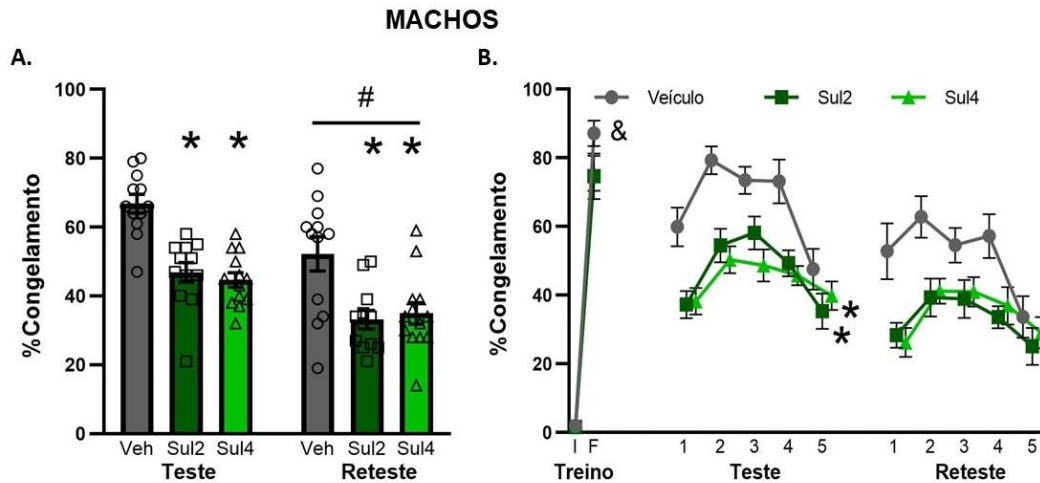 MACHOS
A.
%Congelamento
100
80
60
40
20
0
#
* * * *
Veh Sul2 Sul4 Veh Sul2 Sul4
Teste Reteste
B.
%Congelamento
100
80
60
40
20
0
Veículo Sul2 Sul4
&
*
*
I F 1 2 3 4 5 1 2 3 4 5
Treino Teste Reteste